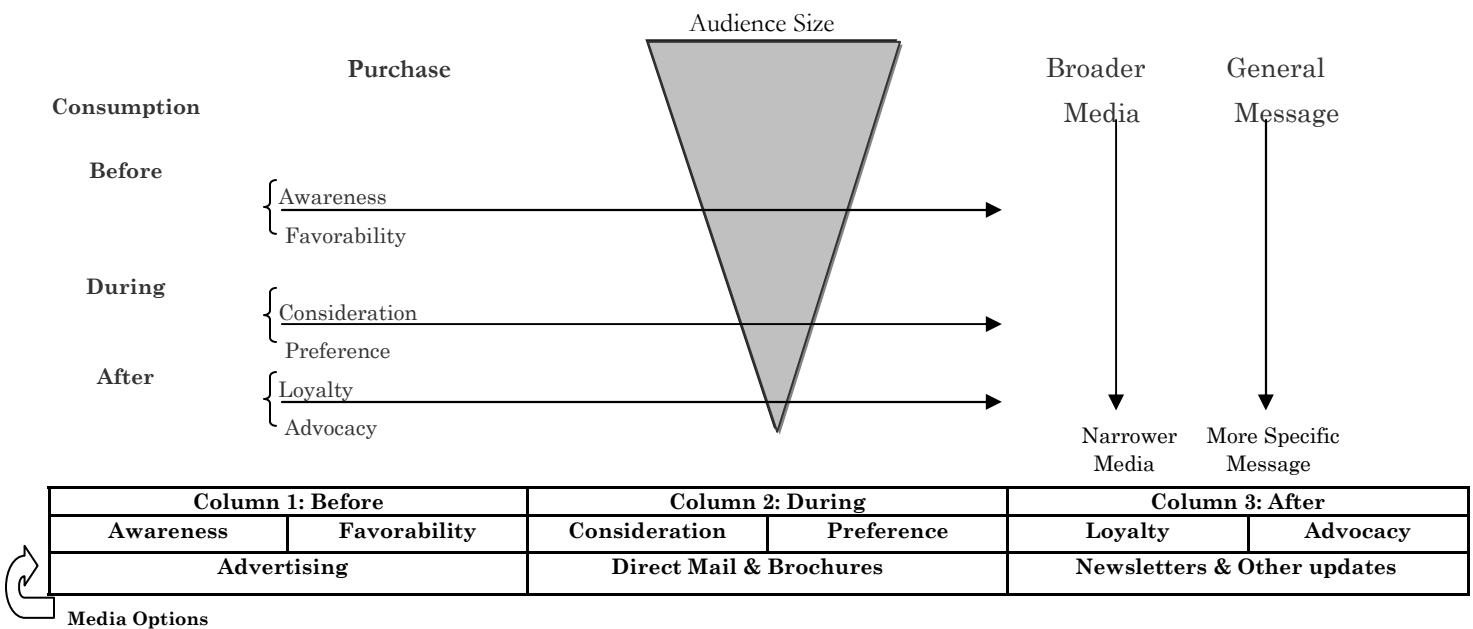 Audience Size
Purchase
Broader Media
General Message
Consumption
Before
Awareness
Favorability
During
Consideration
Preference
After
Loyalty
Advocacy
Narrower Media
More Specific Message
Column 1: Before
Column 2: During
Column 3: After
Awareness
Favorability
Consideration
Preference
Loyalty
Advocacy
Advertising
Direct Mail & Brochures
Newsletters & Other updates
Media Options